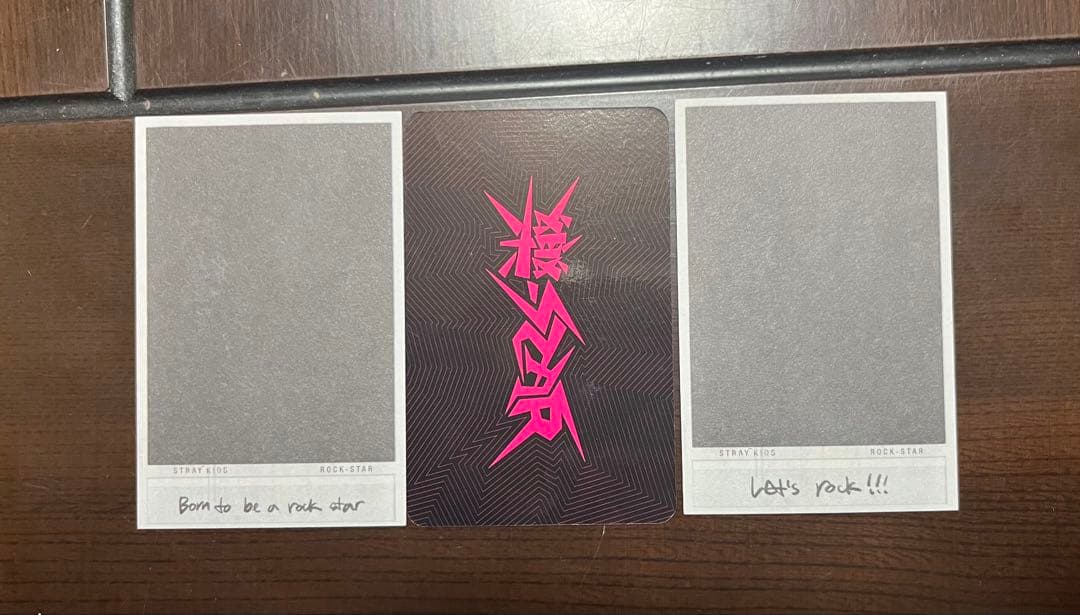 STRAY KIDS
ROCK-STAR
Born to be a rock star
樂-STAR
STRAY KIDS
ROCK-STAR
Let's rock!!!